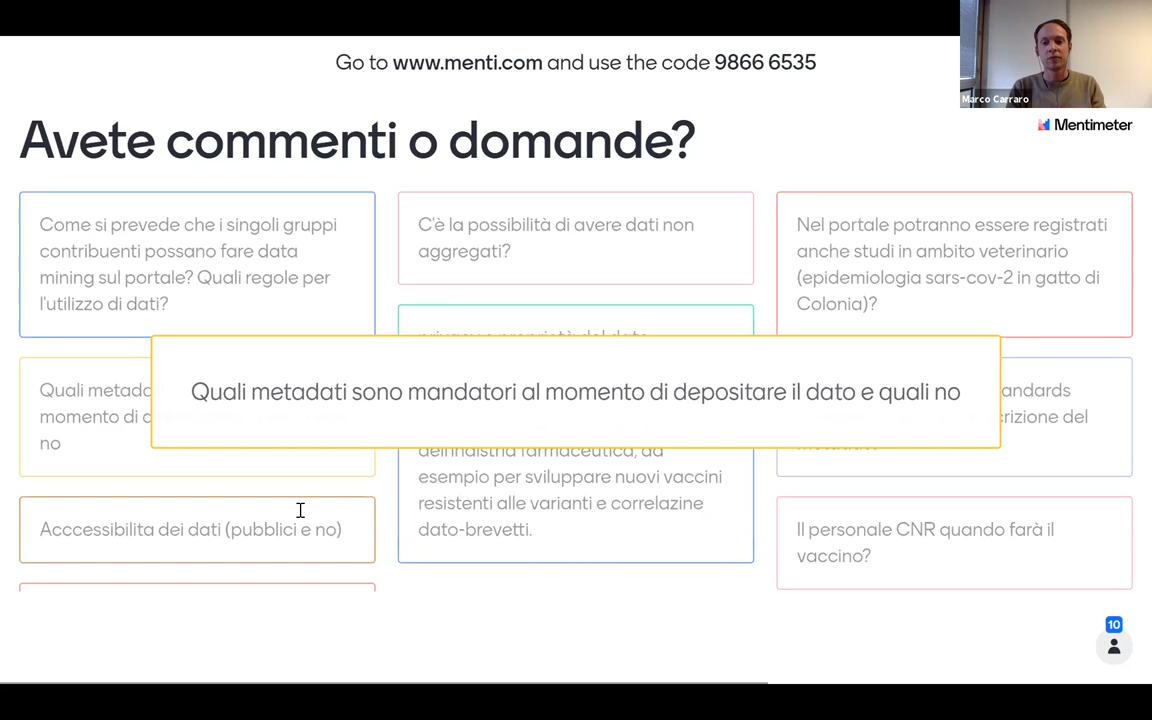 Go to www.menti.com and use the code 9866 6535
Marco Carraro
Mentimeter
Avete commenti o domande?
Come si prevede che i singoli gruppi
contribuenti possano fare data
mining sul portale? Quali regole per
l'utilizzo di dati?
C'è la possibilità di avere dati non
aggregati?
Nel portale potranno essere registrati
anche studi in ambito veterinario
(epidemiologia sars-cov-2 in gatto di
Colonia)?
Quali metadati sono mandatori al momento di depositare il dato e quali no
Quali
momento di
no
dell'indistria farmaceutica, ad
esempio per sviluppare nuovi vaccini
resistenti alle varianti e correlazine
dato-brevetti.
del
Acccessibilita dei dati (pubblici e no)
Il personale CNR quando farà il
vaccino?
10